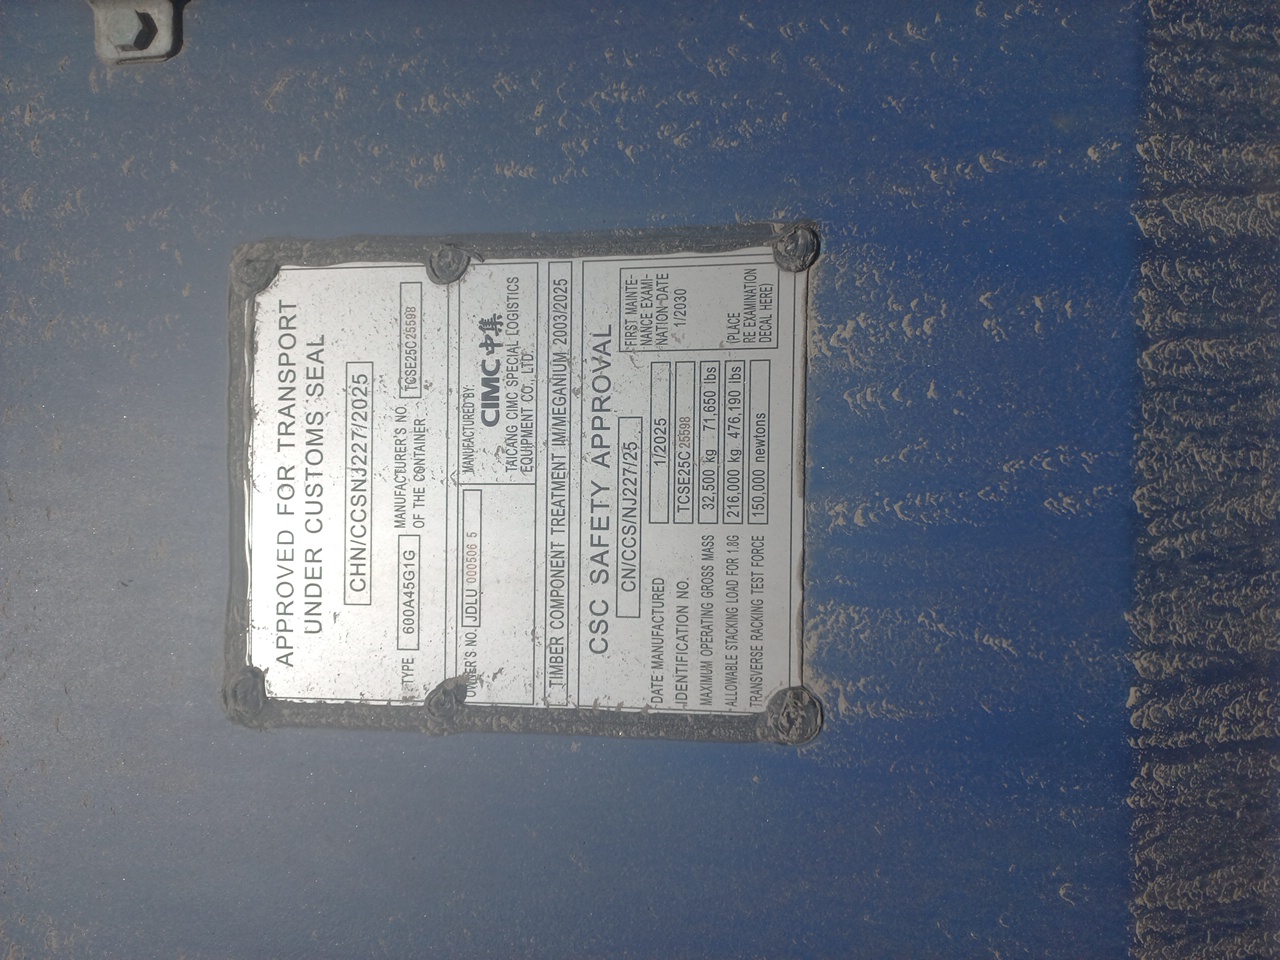 APPROVED FOR TRANSPORT
UNDER CUSTOMS SEAL
CHN/CCSNJ227/2025
TYPE 600A45G1G MANUFACTURER'S NO. OF THE CONTAINER TCSE25C25598
OWNER'S NO. JDLU 000506 5
MANUFACTURED BY:
CIMC中集
TAICANG CIMC SPECIAL LOGISTICS
EQUIPMENT CO., LTD.
TIMBER COMPONENT TREATMENT IM/MEGANIUM 2003/2025
CSC SAFETY APPROVAL
CN/CCS/NJ227/25
DATE MANUFACTURED 1/2025
IDENTIFICATION NO. TCSE25C25598
MAXIMUM OPERATING GROSS MASS 32,500 kg 71,650 lbs
ALLOWABLE STACKING LOAD FOR 1.8G 216,000 kg 476,190 lbs
TRANSVERSE RACKING TEST FORCE 150,000 newtons
FIRST MAINTE-
NANCE EXAMI-
NATION-DATE
1/2030
(PLACE
RE EXAMINATION
DECAL HERE)